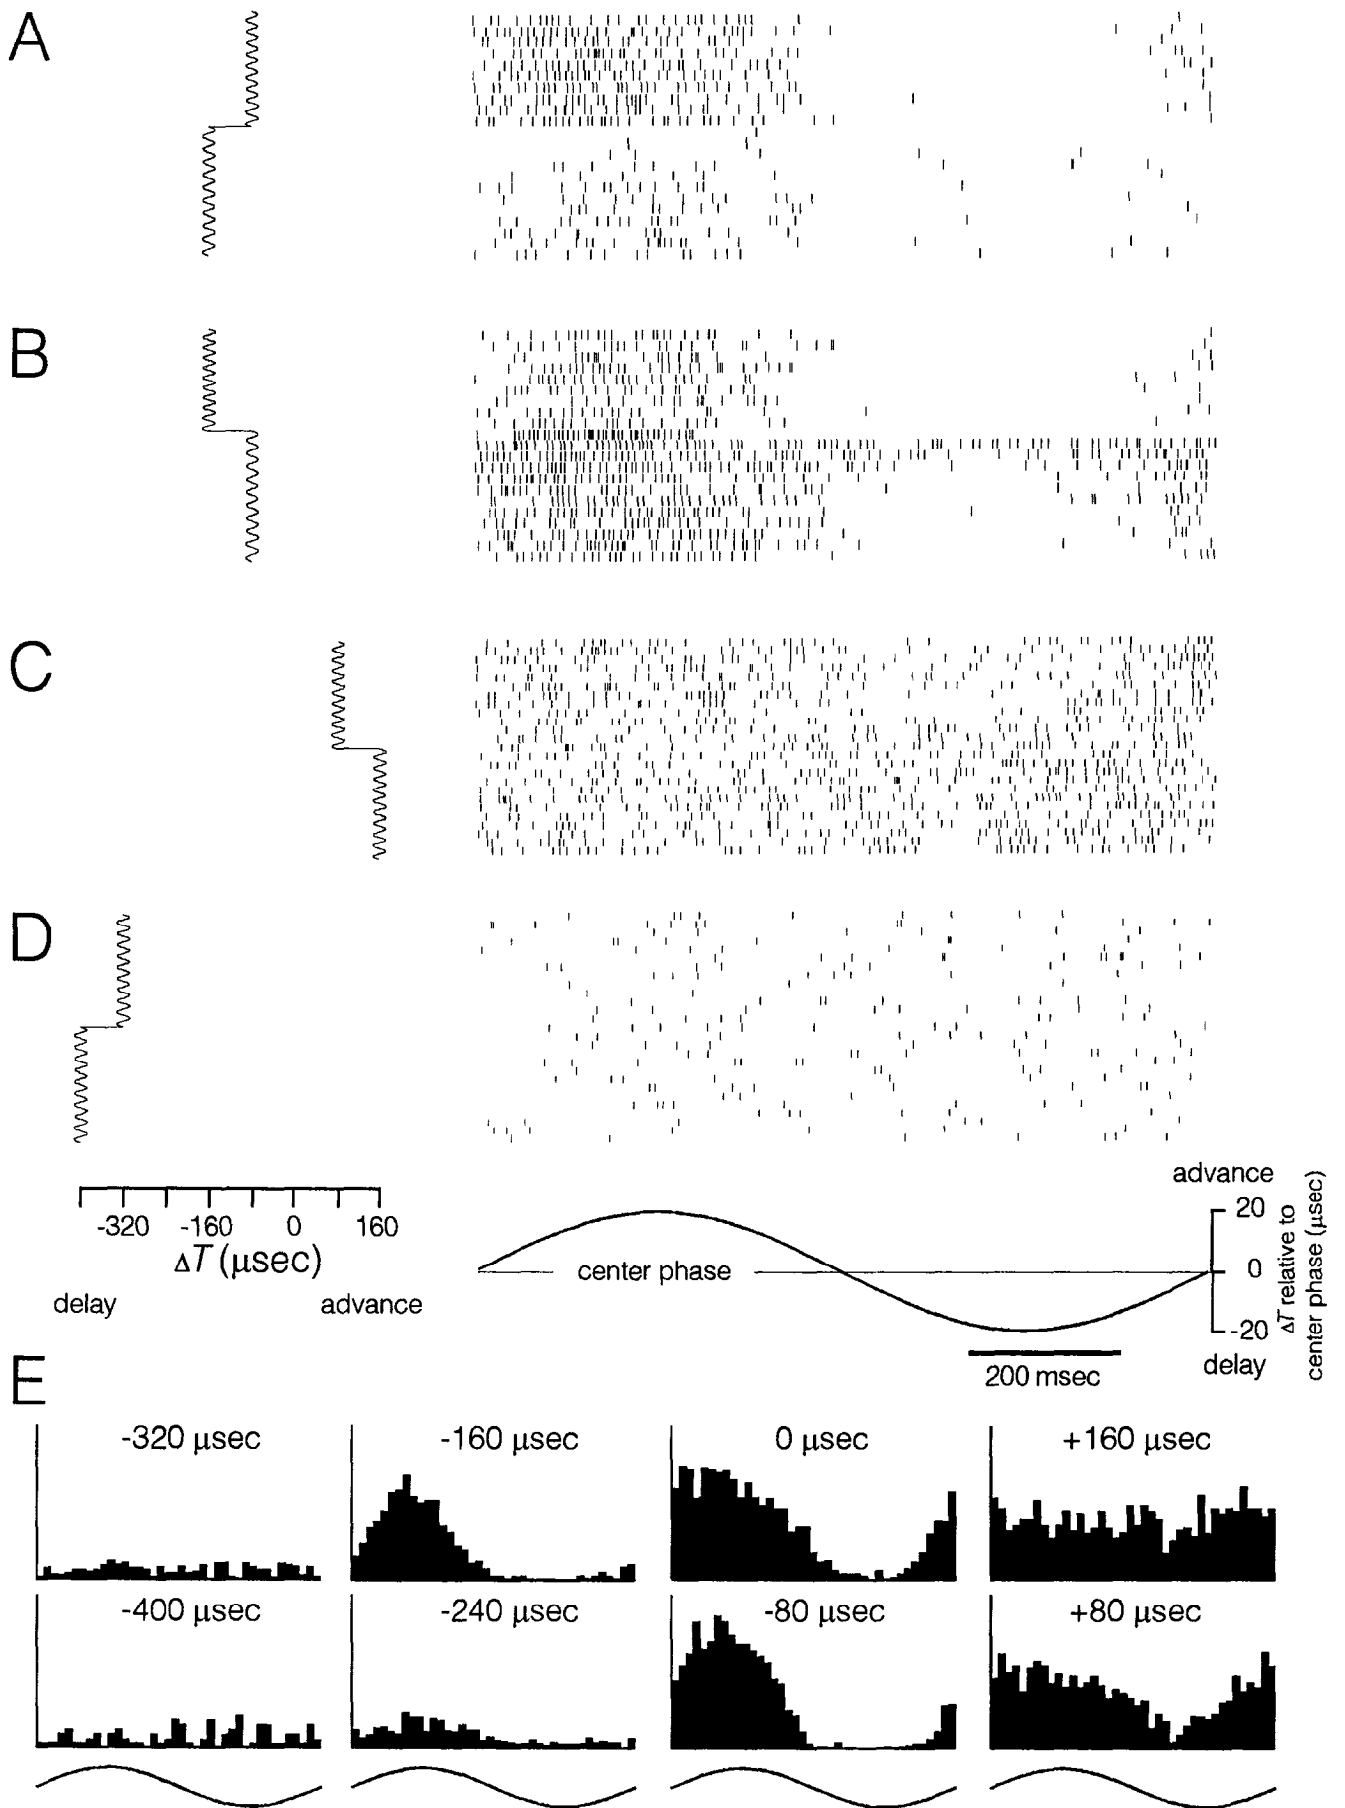 A
B
C
D
-320 -160 0 160
ΔT (μsec)
delay advance
center phase
advance
20
0
-20
delay
ΔT relative to
center phase (μsec)
200 msec
E
-320 μsec -160 μsec 0 μsec +160 μsec
-400 μsec -240 μsec -80 μsec +80 μsec